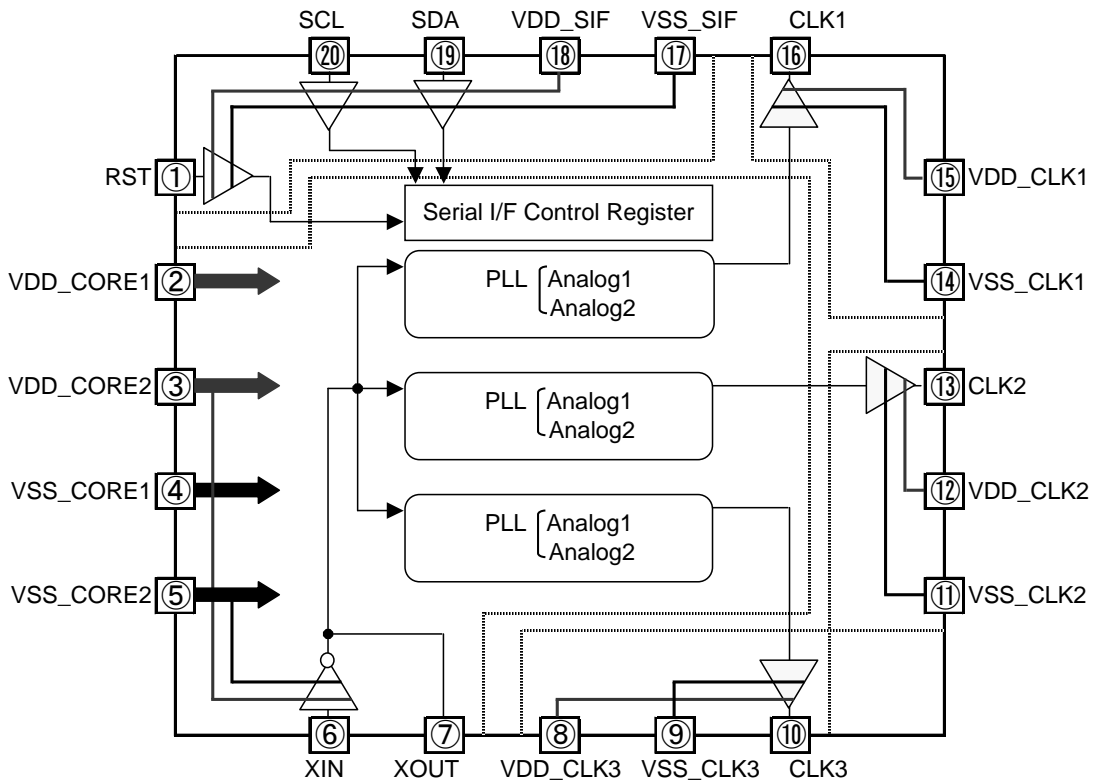 SCL SDA VDD_SIF VSS_SIF CLK1
⑳ ⑲ ⑱ ⑰ ⑯
RST ①
⑮ VDD_CLK1
Serial I/F Control Register
VDD_CORE1 ②
PLL Analog1
Analog2
⑭ VSS_CLK1
VDD_CORE2 ③
PLL Analog1
Analog2
⑬ CLK2
VSS_CORE1 ④
⑫ VDD_CLK2
PLL Analog1
Analog2
VSS_CORE2 ⑤
⑪ VSS_CLK2
⑥ ⑦ ⑧ ⑨ ⑩
XIN XOUT VDD_CLK3 VSS_CLK3 CLK3